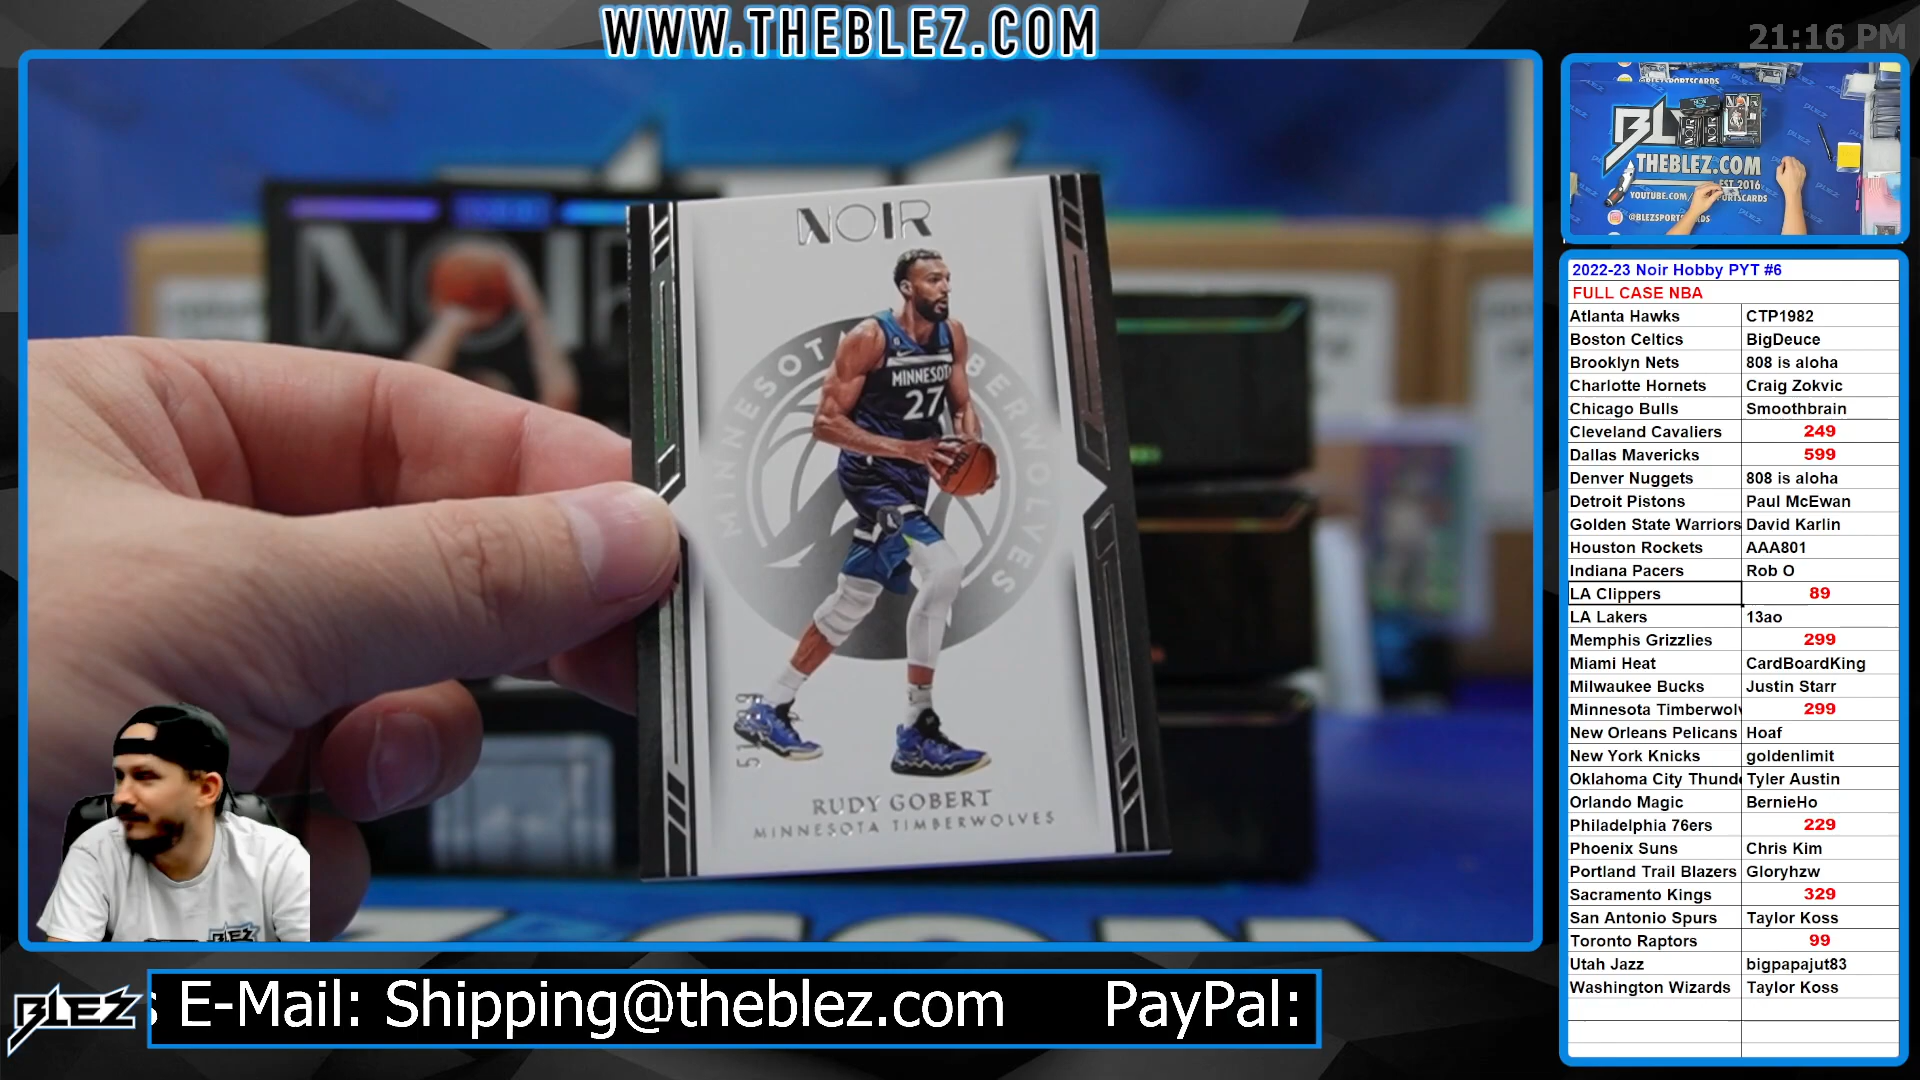 WWW.THEBLEZ.COM
21:16 PM
NOIR
MINNESOTA TIMBERWOLVES
MINNESOTA
27
RUDY GOBERT
MINNESOTA TIMBERWOLVES
NOIR
BLEZ
THEBLEZ.COM
EST 2016
YOUTUBE.COM/
@BLEZSPORTS
2022-23 Noir Hobby PYT #6
FULL CASE NBA
Atlanta Hawks CTP1982
Boston Celtics BigDeuce
Brooklyn Nets 808 is aloha
Charlotte Hornets Craig Zokvic
Chicago Bulls Smoothbrain
Cleveland Cavaliers 249
Dallas Mavericks 599
Denver Nuggets 808 is aloha
Detroit Pistons Paul McEwan
Golden State Warriors David Karlin
Houston Rockets AAA801
Indiana Pacers Rob O
LA Clippers 89
LA Lakers 13ao
Memphis Grizzlies 299
Miami Heat CardBoardKing
Milwaukee Bucks Justin Starr
Minnesota Timberwolv 299
New Orleans Pelicans Hoaf
New York Knicks goldenlimit
Oklahoma City Thunde Tyler Austin
Orlando Magic BernieHo
Philadelphia 76ers 229
Phoenix Suns Chris Kim
Portland Trail Blazers Gloryhzw
Sacramento Kings 329
San Antonio Spurs Taylor Koss
Toronto Raptors 99
Utah Jazz bigpapajut83
Washington Wizards Taylor Koss
BLEZ
s E-Mail: Shipping@theblez.com PayPal: